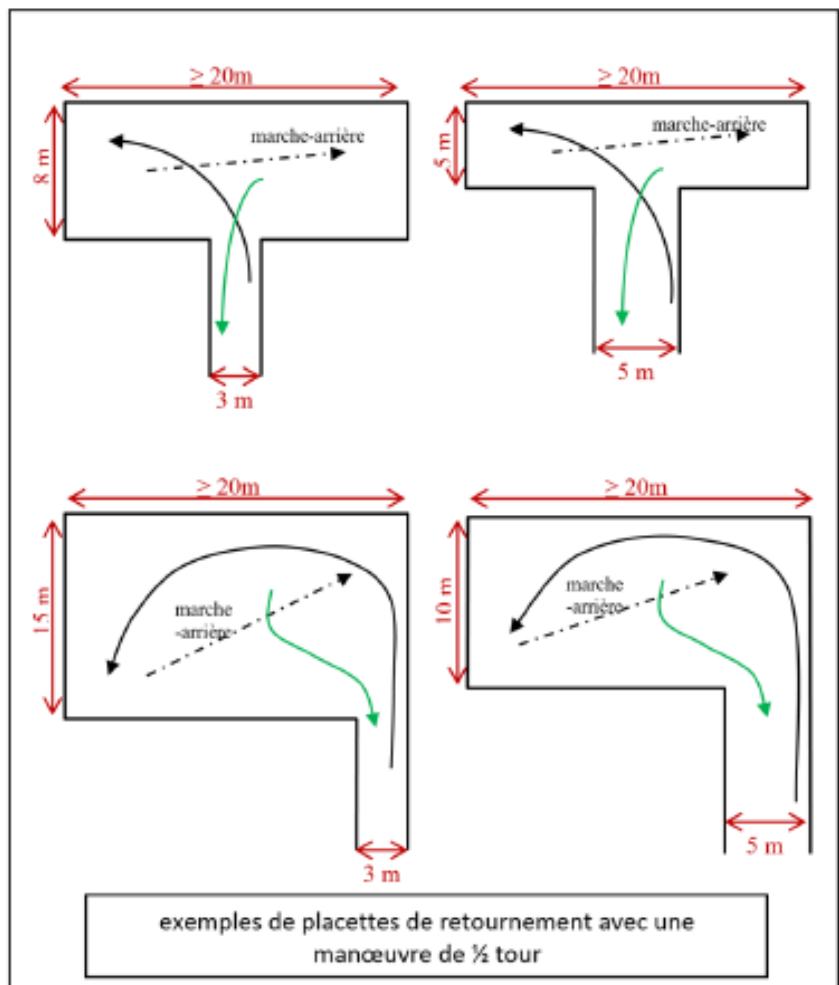 ≥ 20m
8 m
marche-arrière
3 m
≥ 20m
5 m
marche-arrière
5 m
≥ 20m
15 m
marche
-arrière
3 m
≥ 20m
10 m
marche
-arrière
5 m
exemples de placettes de retournement avec une
manœuvre de ½ tour